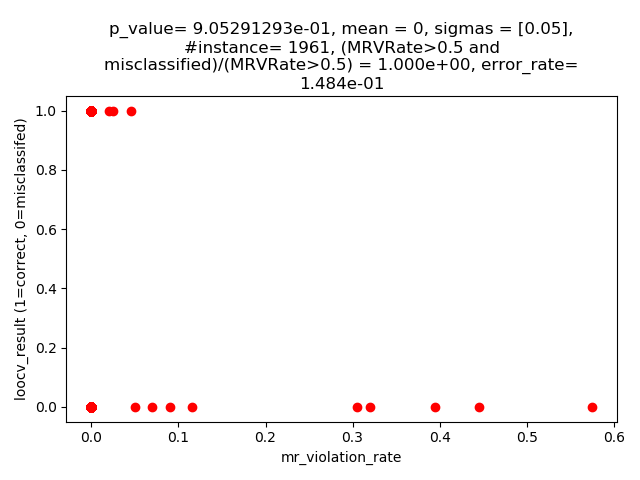 p_value= 9.05291293e-01, mean = 0, sigmas = [0.05],
#instance= 1961, (MRVRate>0.5 and
misclassified)/(MRVRate>0.5) = 1.000e+00, error_rate=
1.484e-01
loocv_result (1=correct, 0=misclassifed)
1.0
0.8
0.6
0.4
0.2
0.0
0.0 0.1 0.2 0.3 0.4 0.5 0.6
mr_violation_rate